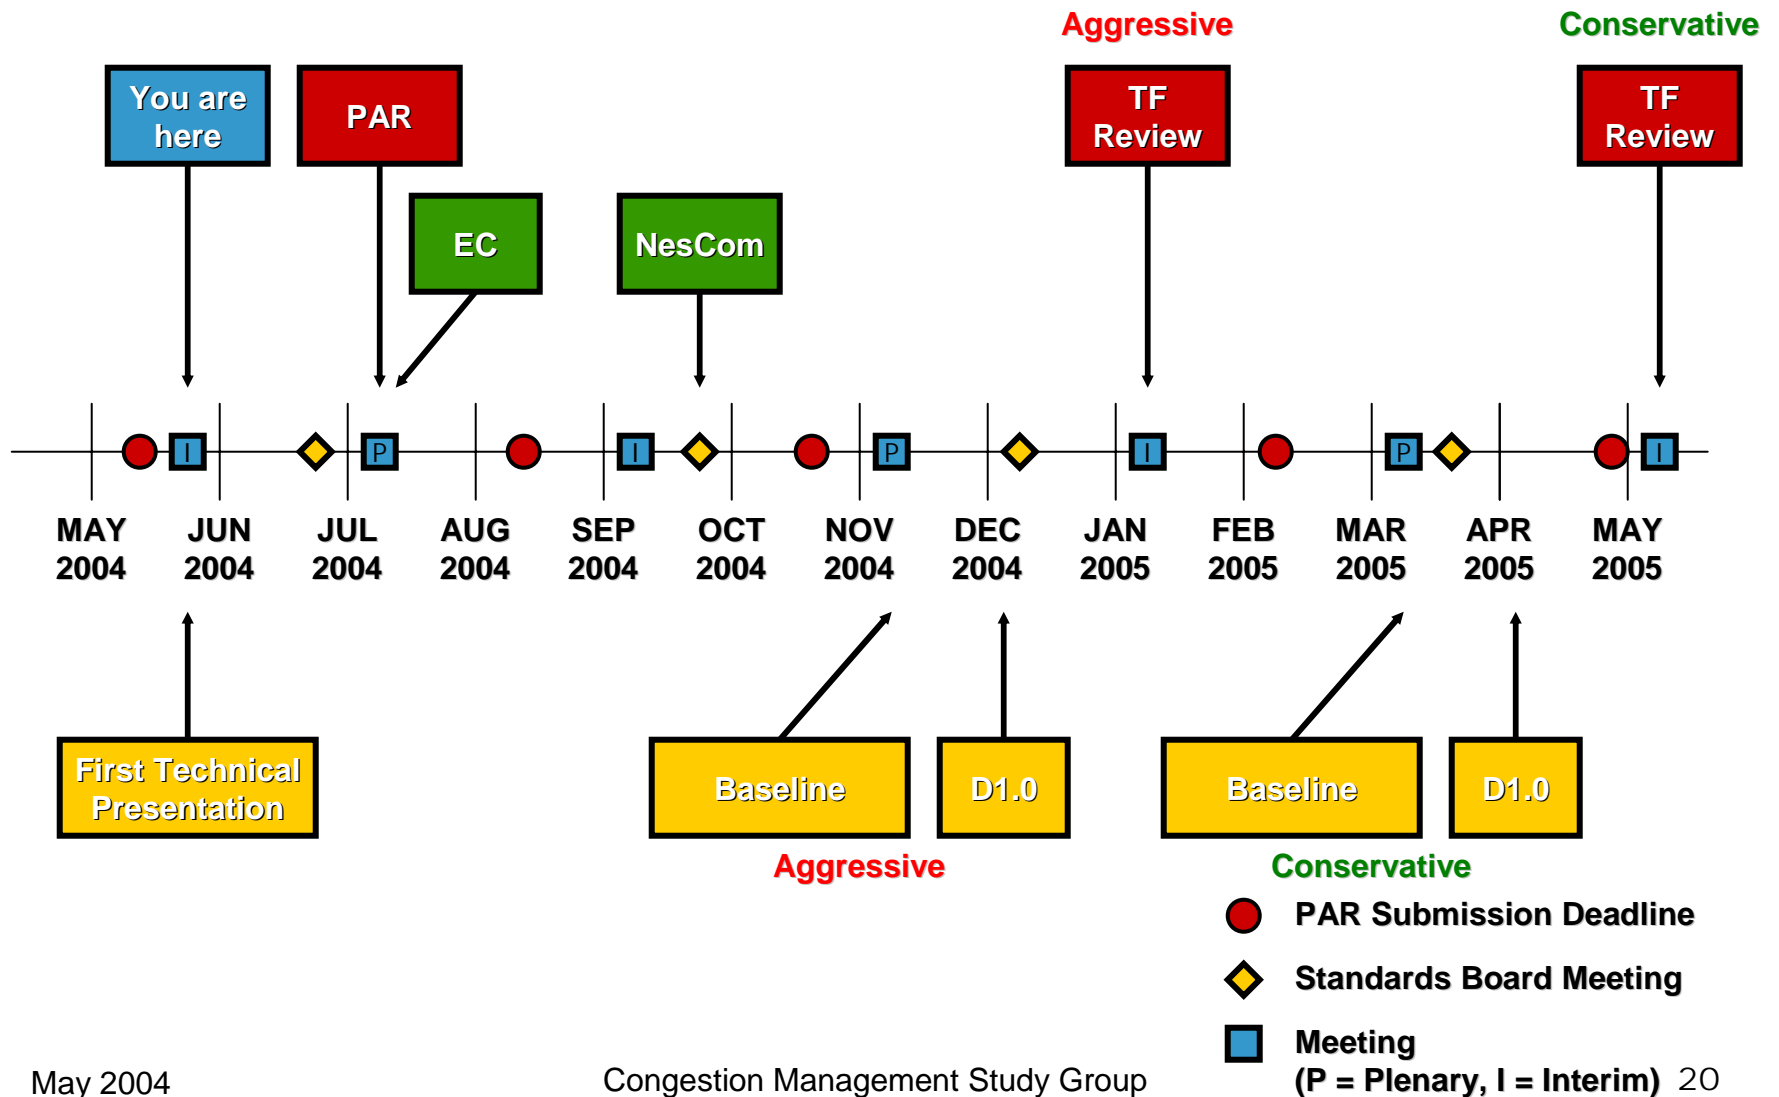 Aggressive
Conservative
You are
here
PAR
TF
Review
TF
Review
EC
NesCom
I
P
I
P
I
P
I
MAY
2004
JUN
2004
JUL
2004
AUG
2004
SEP
2004
OCT
2004
NOV
2004
DEC
2004
JAN
2005
FEB
2005
MAR
2005
APR
2005
MAY
2005
First Technical
Presentation
Baseline
D1.0
Baseline
D1.0
Aggressive
Conservative
PAR Submission Deadline
Standards Board Meeting
Meeting
(P = Plenary, I = Interim)
May 2004
Congestion Management Study Group
20